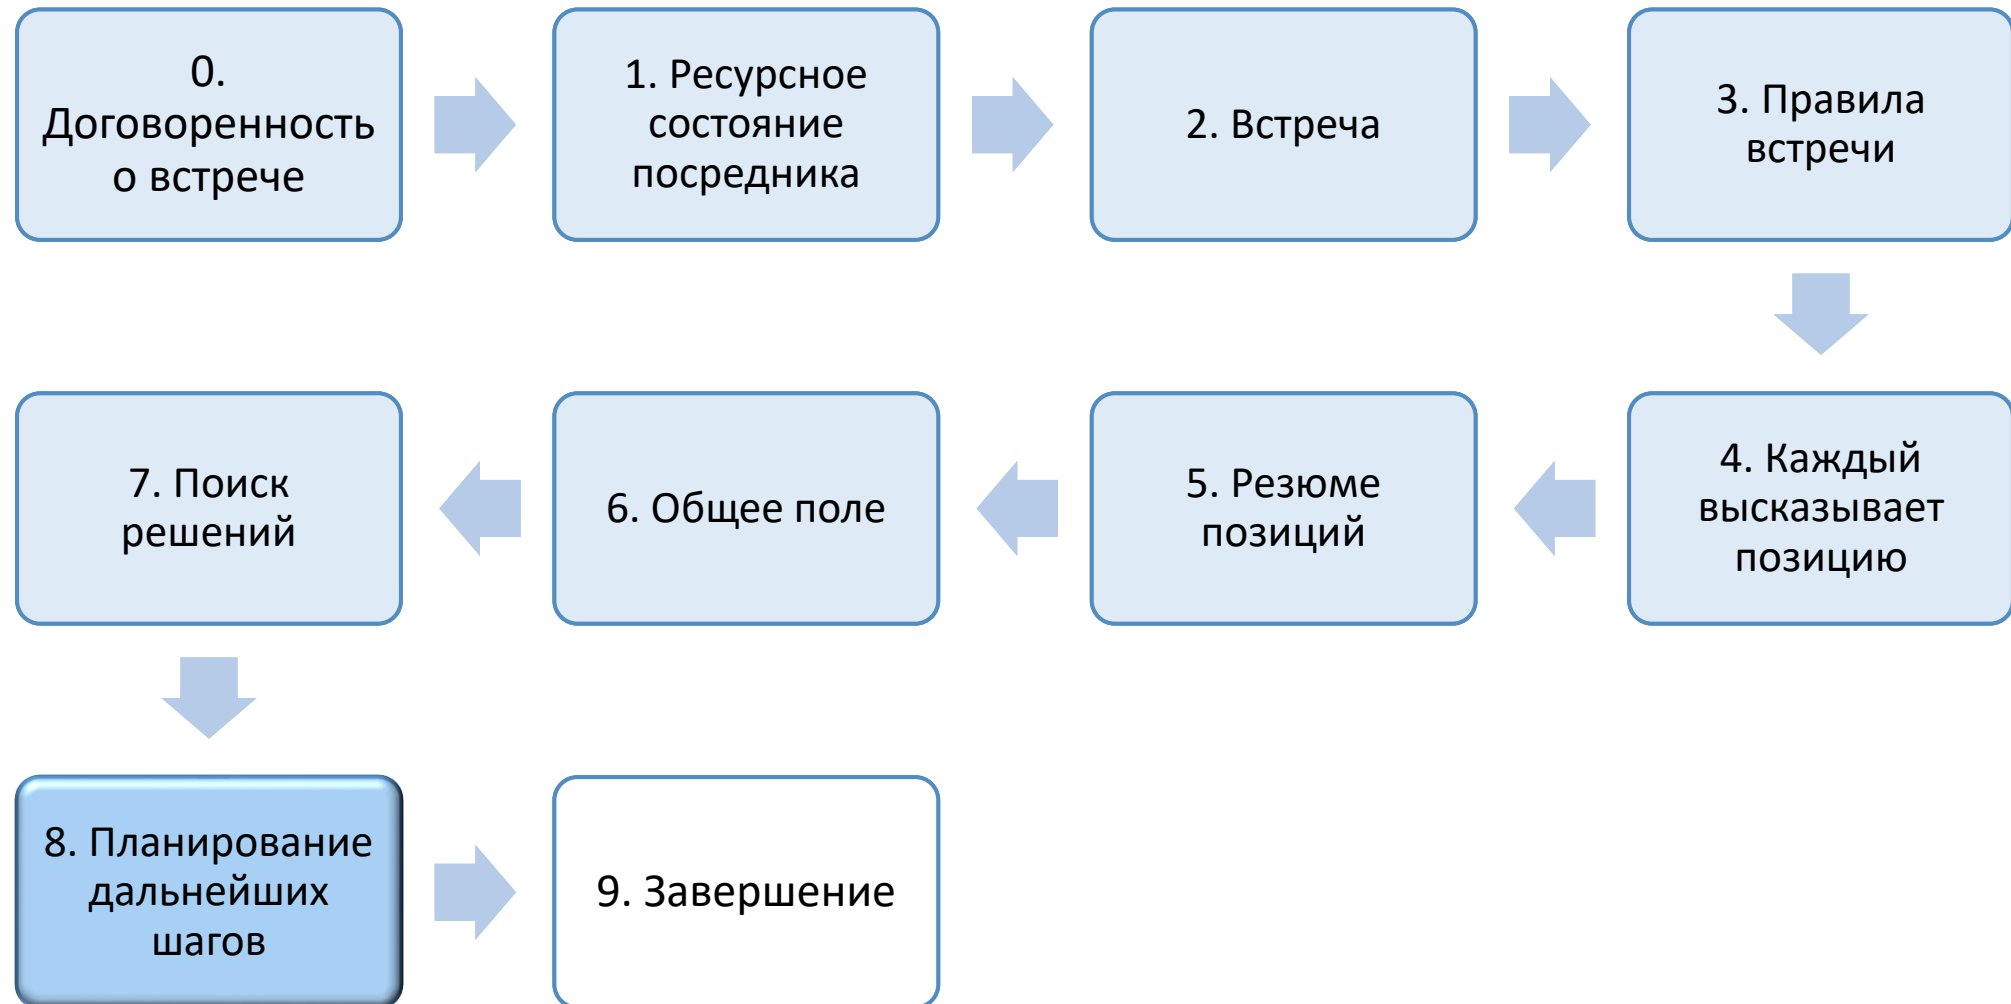 0.
Договоренность
о встрече
1. Ресурсное
состояние
посредника
2. Встреча
3. Правила
встречи
4. Каждый
высказывает
позицию
5. Резюме
позиций
6. Общее поле
7. Поиск
решений
8. Планирование
дальнейших
шагов
9. Завершение